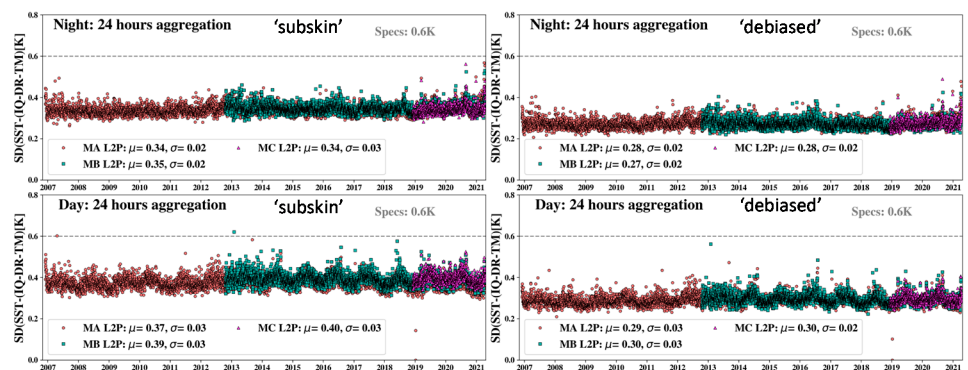 Night: 24 hours aggregation 'subskin' Specs: 0.6K
SD(SST-(IQ-DR-TM)[K]
0.8
0.6
0.4
0.2
0.0
MA L2P: μ= 0.34, σ= 0.02
MB L2P: μ= 0.35, σ= 0.02
MC L2P: μ= 0.34, σ= 0.03
2007 2008 2009 2010 2011 2012 2013 2014 2015 2016 2017 2018 2019 2020 2021
Night: 24 hours aggregation 'debiased' Specs: 0.6K
SD(SST-(IQ-DR-TM)[K]
0.8
0.6
0.4
0.2
0.0
MA L2P: μ= 0.28, σ= 0.02
MB L2P: μ= 0.27, σ= 0.02
MC L2P: μ= 0.28, σ= 0.02
2007 2008 2009 2010 2011 2012 2013 2014 2015 2016 2017 2018 2019 2020 2021
Day: 24 hours aggregation 'subskin' Specs: 0.6K
SD(SST-(IQ-DR-TM)[K]
0.8
0.6
0.4
0.2
0.0
MA L2P: μ= 0.37, σ= 0.03
MB L2P: μ= 0.39, σ= 0.03
MC L2P: μ= 0.40, σ= 0.03
2007 2008 2009 2010 2011 2012 2013 2014 2015 2016 2017 2018 2019 2020 2021
Day: 24 hours aggregation 'debiased' Specs: 0.6K
SD(SST-(IQ-DR-TM)[K]
0.8
0.6
0.4
0.2
0.0
MA L2P: μ= 0.29, σ= 0.03
MB L2P: μ= 0.30, σ= 0.03
MC L2P: μ= 0.30, σ= 0.02
2007 2008 2009 2010 2011 2012 2013 2014 2015 2016 2017 2018 2019 2020 2021